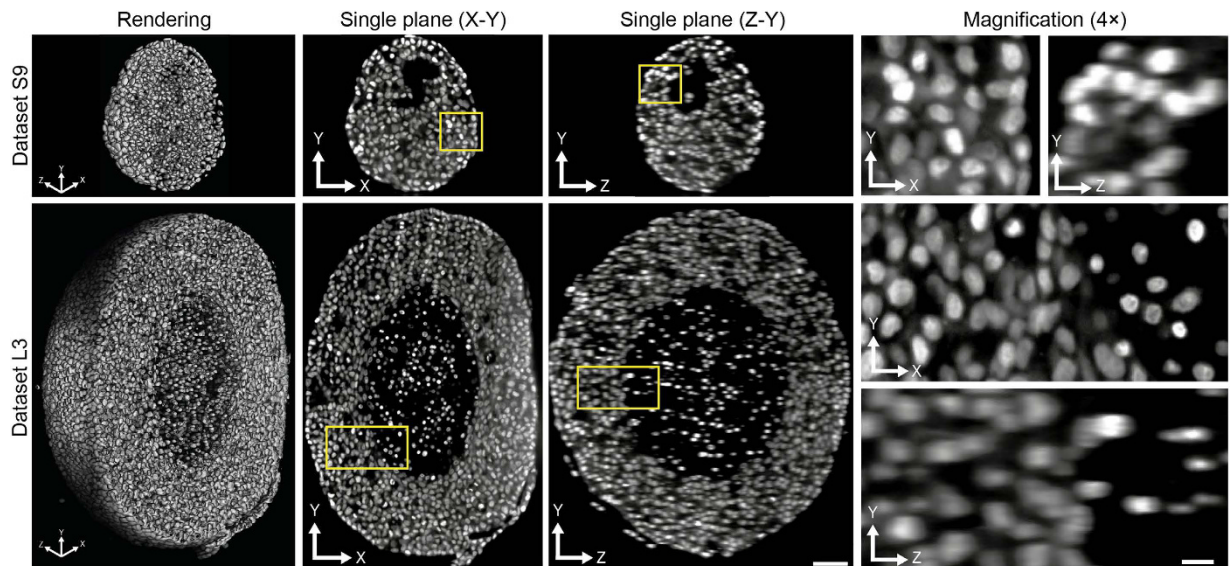 Rendering
Single plane (X-Y)
Single plane (Z-Y)
Magnification (4×)
Dataset S9
Y
Z
X
Y
X
Y
Z
Y
X
Y
Z
Dataset L3
Y
Z
X
Y
X
Y
Z
Y
X
Y
Z